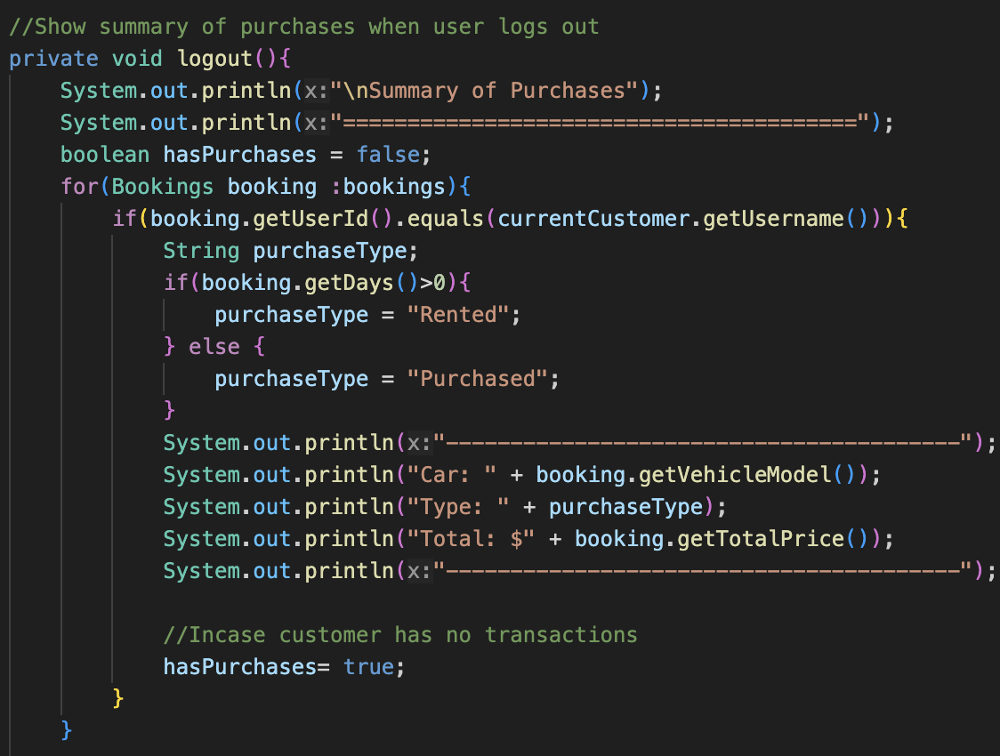 //Show summary of purchases when user logs out
private void logout(){
    System.out.println(x:"\nSummary of Purchases");
    System.out.println(x:"========================================");
    boolean hasPurchases = false;
    for(Bookings booking :bookings){
        if(booking.getUserId().equals(currentCustomer.getUsername())){
            String purchaseType;
            if(booking.getDays()>0){
                purchaseType = "Rented";
            } else {
                purchaseType = "Purchased";
            }
            System.out.println(x:"----------------------------------------");
            System.out.println("Car: " + booking.getVehicleModel());
            System.out.println("Type: " + purchaseType);
            System.out.println("Total: $" + booking.getTotalPrice());
            System.out.println(x:"----------------------------------------");

            //Incase customer has no transactions
            hasPurchases= true;
        }
    }